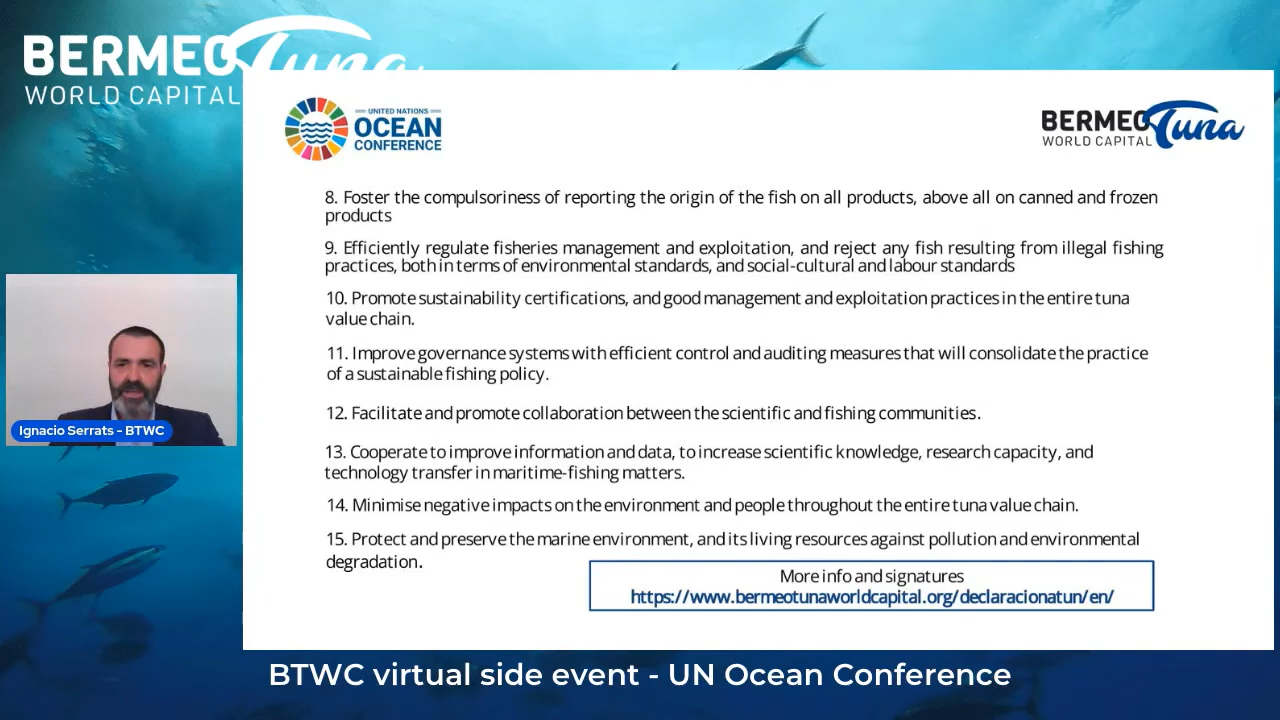 BERMEO Tuna
WORLD CAPITAL
UNITED NATIONS
OCEAN
CONFERENCE
BERMEO Tuna
WORLD CAPITAL
8. Foster the compulsoriness of reporting the origin of the fish on all products, above all on canned and frozen
products
9. Efficiently regulate fisheries management and exploitation, and reject any fish resulting from illegal fishing
practices, both in terms of environmental standards, and social-cultural and labour standards
10. Promote sustainability certifications, and good management and exploitation practices in the entire tuna
value chain.
11. Improve governance systems with efficient control and auditing measures that will consolidate the practice
of a sustainable fishing policy.
12. Facilitate and promote collaboration between the scientific and fishing communities.
13. Cooperate to improve information and data, to increase scientific knowledge, research capacity, and
technology transfer in maritime-fishing matters.
14. Minimise negative impacts on the environment and people throughout the entire tuna value chain.
15. Protect and preserve the marine environment, and its living resources against pollution and environmental
degradation.
More info and signatures
https://www.bermeotunaworldcapital.org/declaracionatun/en/
Ignacio Serrats - BTWC
BTWC virtual side event - UN Ocean Conference